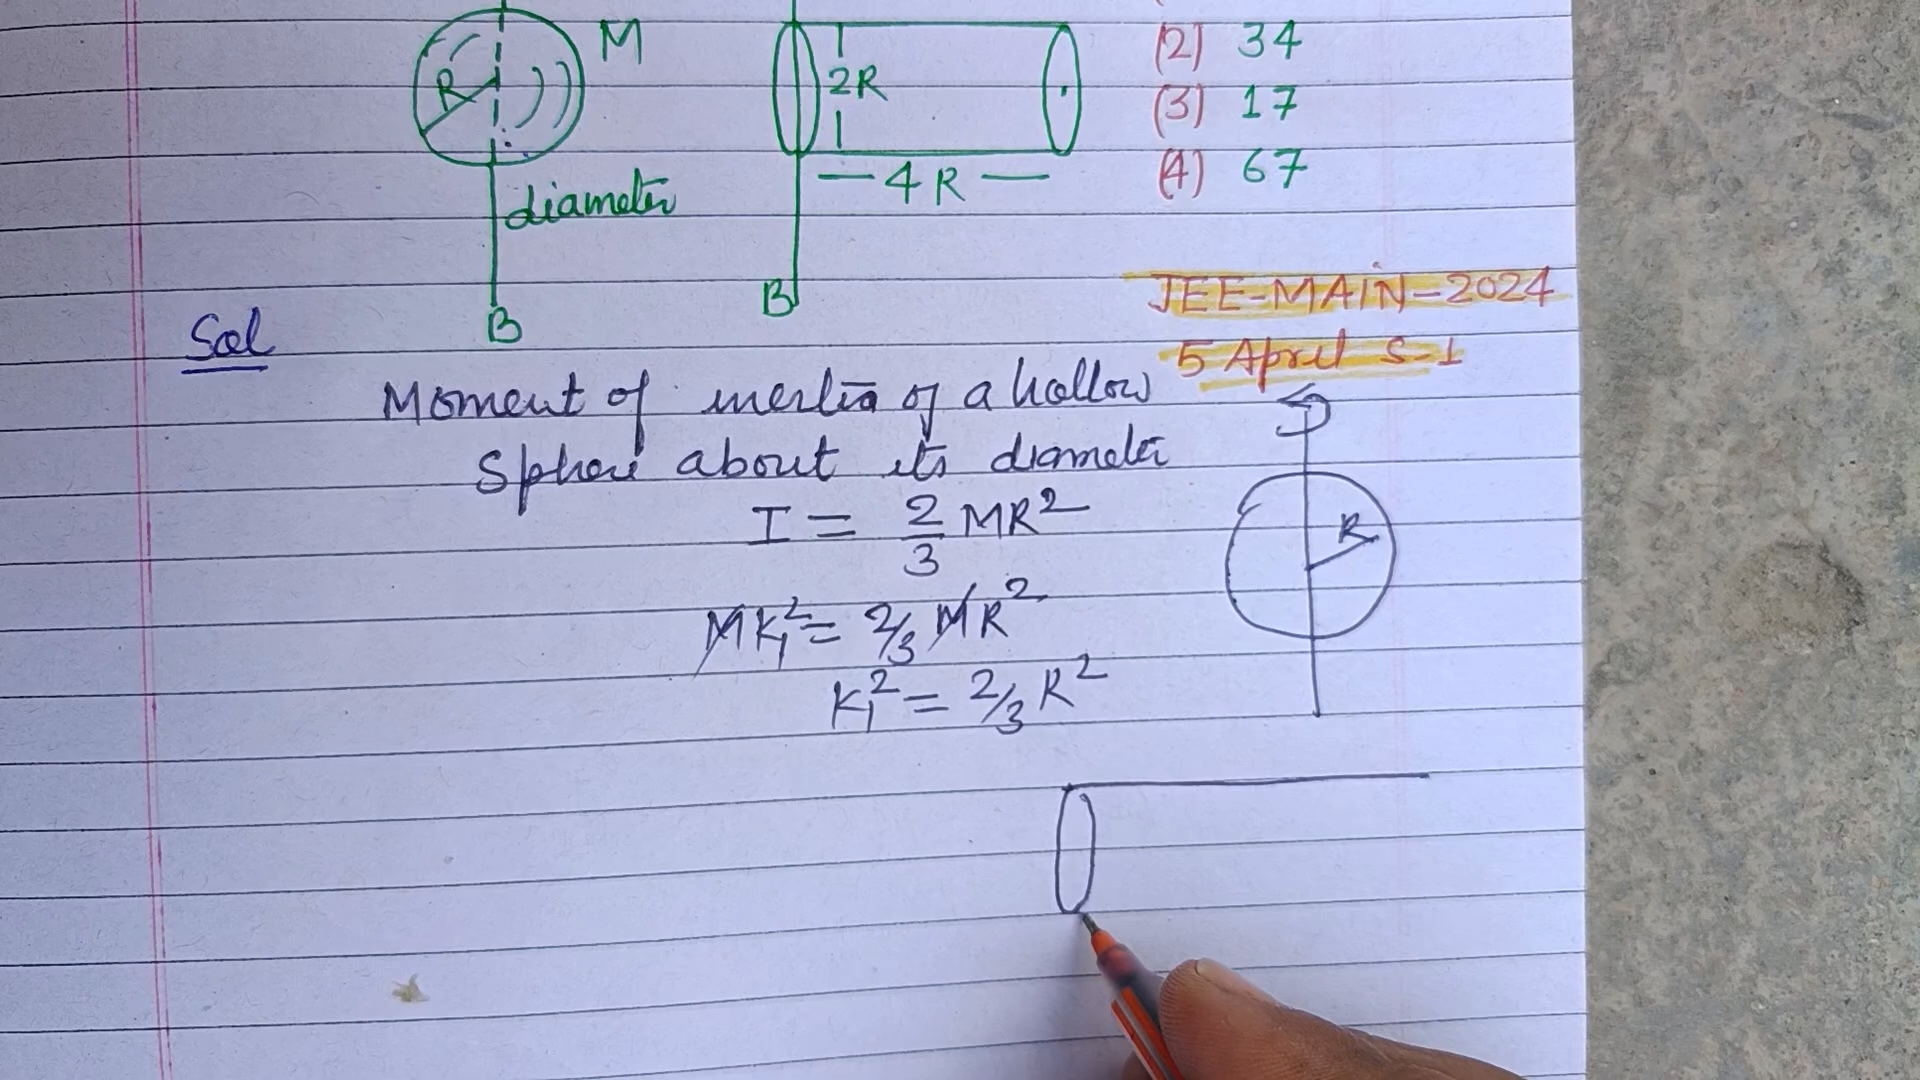 R
M
diameter
B
2R
4R
B
(2) 34
(3) 17
(4) 67
JEE-MAIN-2024
5 April S-1
Sol
Moment of inertia of a hollow
Sphere about its diameter
I = 2/3 MR²
MK₁² = 2/3 MR²
K₁² = 2/3 R²
R